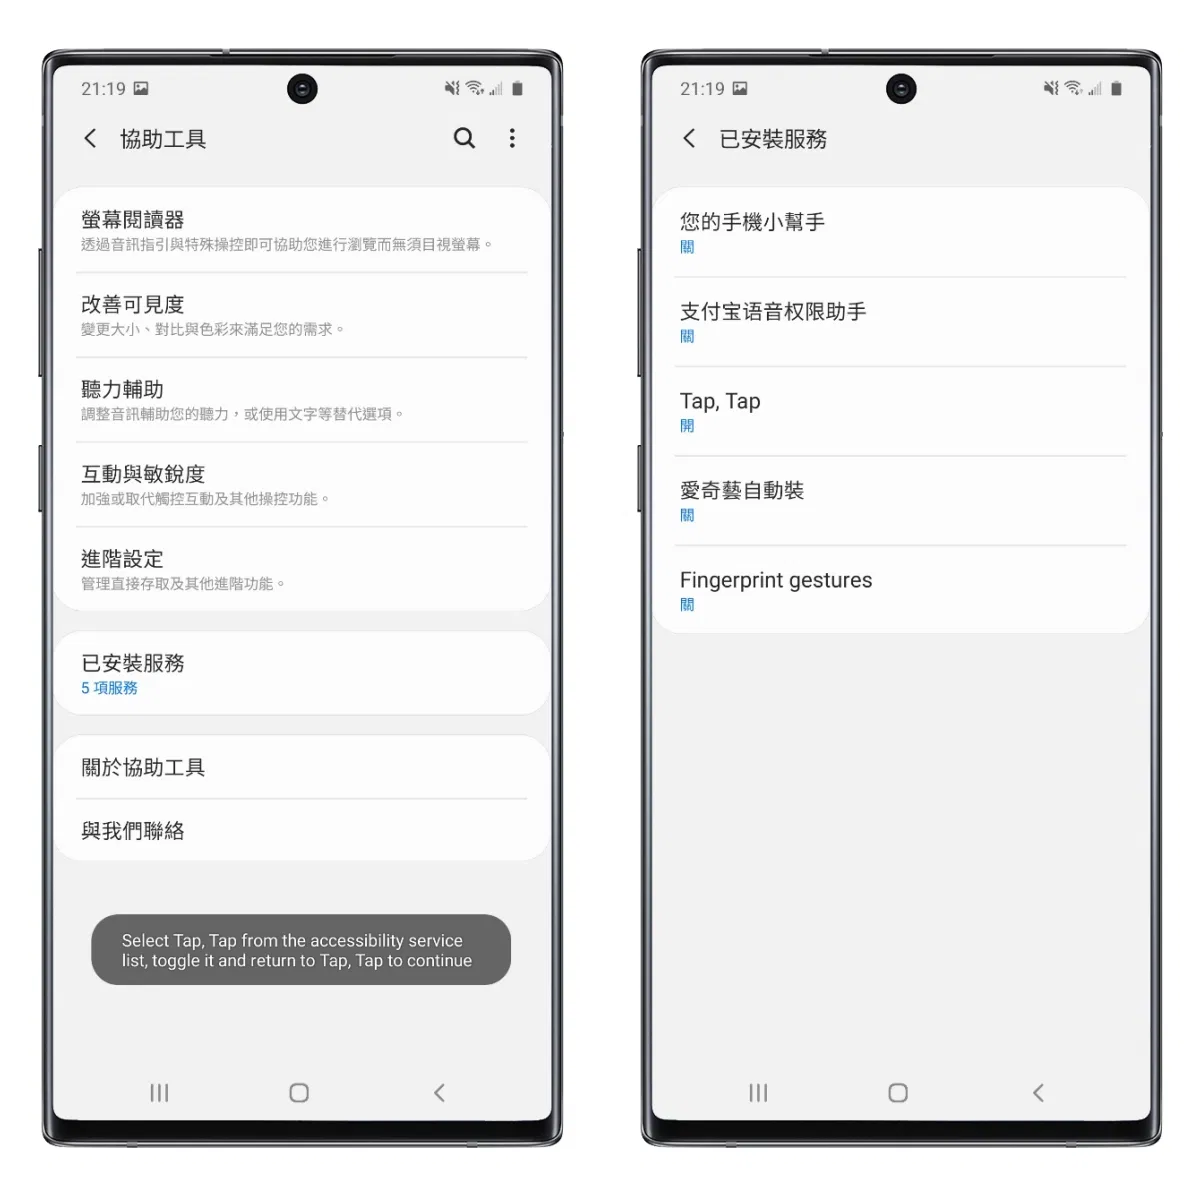 21:19
協助工具
螢幕閱讀器
透過音訊指引與特殊操控即可協助您進行瀏覽而無須目視螢幕。
改善可見度
變更大小、對比與色彩來滿足您的需求。
聽力輔助
調整音訊輔助您的聽力，或使用文字等替代選項。
互動與敏銳度
加強或取代觸控互動及其他操控功能。
進階設定
管理直接存取及其他進階功能。
已安裝服務
5 項服務
關於協助工具
與我們聯絡
Select Tap, Tap from the accessibility service
list, toggle it and return to Tap, Tap to continue
21:19
已安裝服務
您的手機小幫手
關
支付宝语音权限助手
關
Tap, Tap
開
愛奇藝自動裝
關
Fingerprint gestures
關